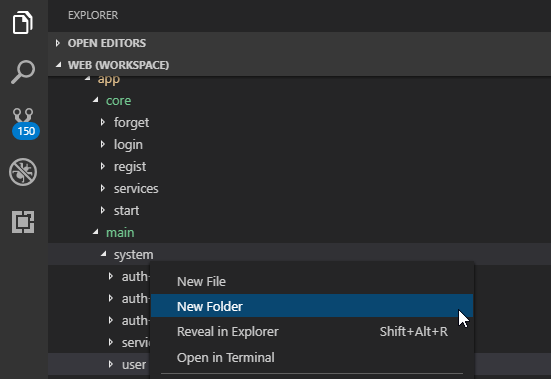 EXPLORER
OPEN EDITORS
WEB (WORKSPACE)
app
core
forget
login
150
regist
services
start
main
system
auth-
New File
auth-
New Folder
auth-
Reveal in Explorer Shift+Alt+R
servic
Open in Terminal
user